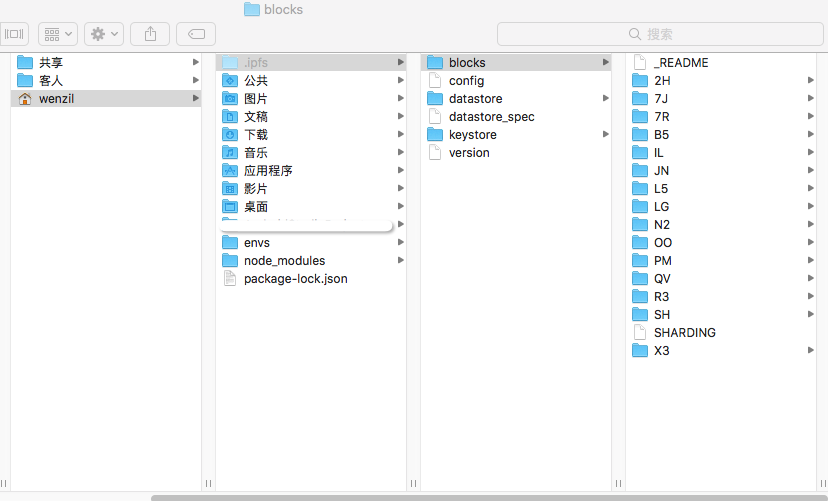 blocks
搜索
共享
客人
wenzil
.ipfs
公共
图片
文稿
下载
音乐
应用程序
影片
桌面
envs
node_modules
package-lock.json
blocks
config
datastore
datastore_spec
keystore
version
_README
2H
7J
7R
B5
IL
JN
L5
LG
N2
OO
PM
QV
R3
SH
SHARDING
X3